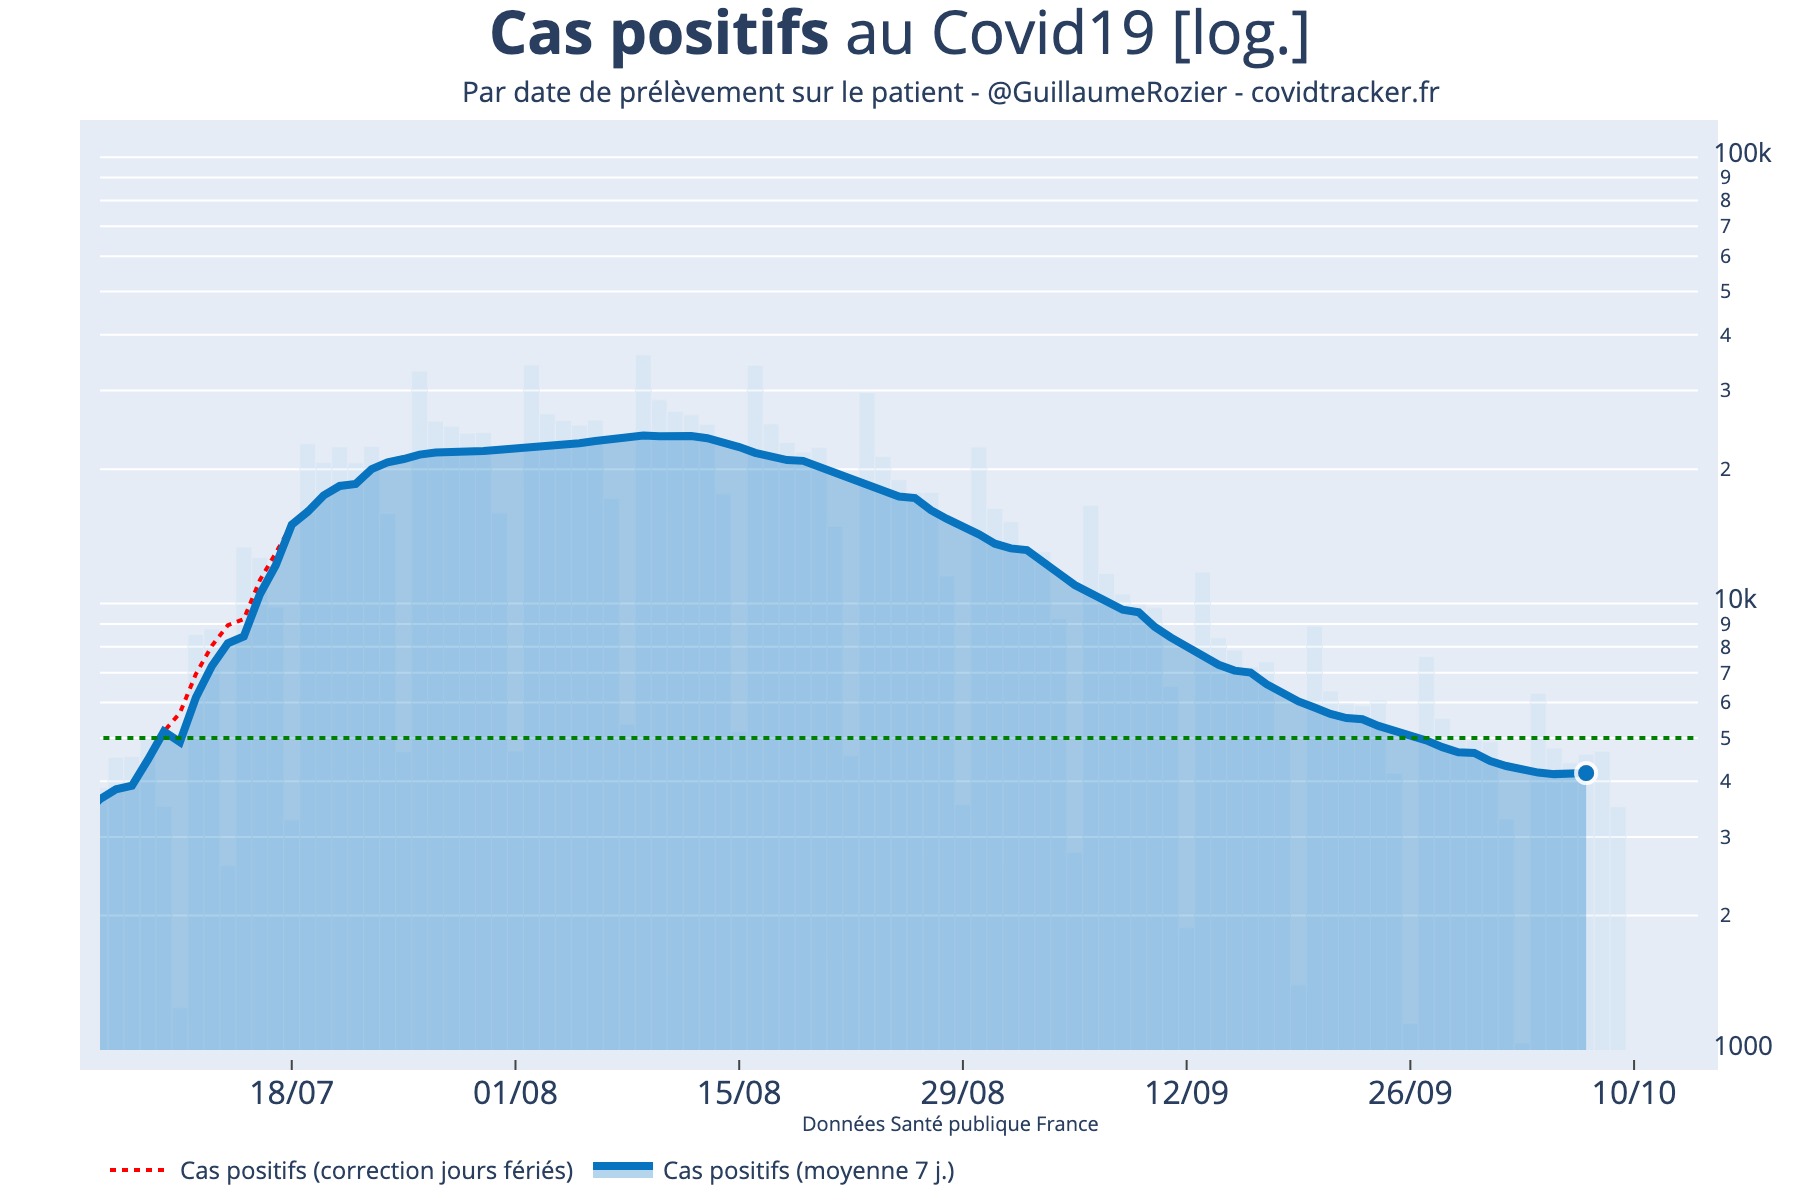 Cas positifs au Covid19 [log.]
Par date de prélèvement sur le patient - @GuillaumeRozier - covidtracker.fr
100k
9
8
7
6
5
4
3
2
10k
9
8
7
6
5
4
3
2
1000
18/07 01/08 15/08 29/08 12/09 26/09 10/10
Données Santé publique France
Cas positifs (correction jours fériés) Cas positifs (moyenne 7 j.)